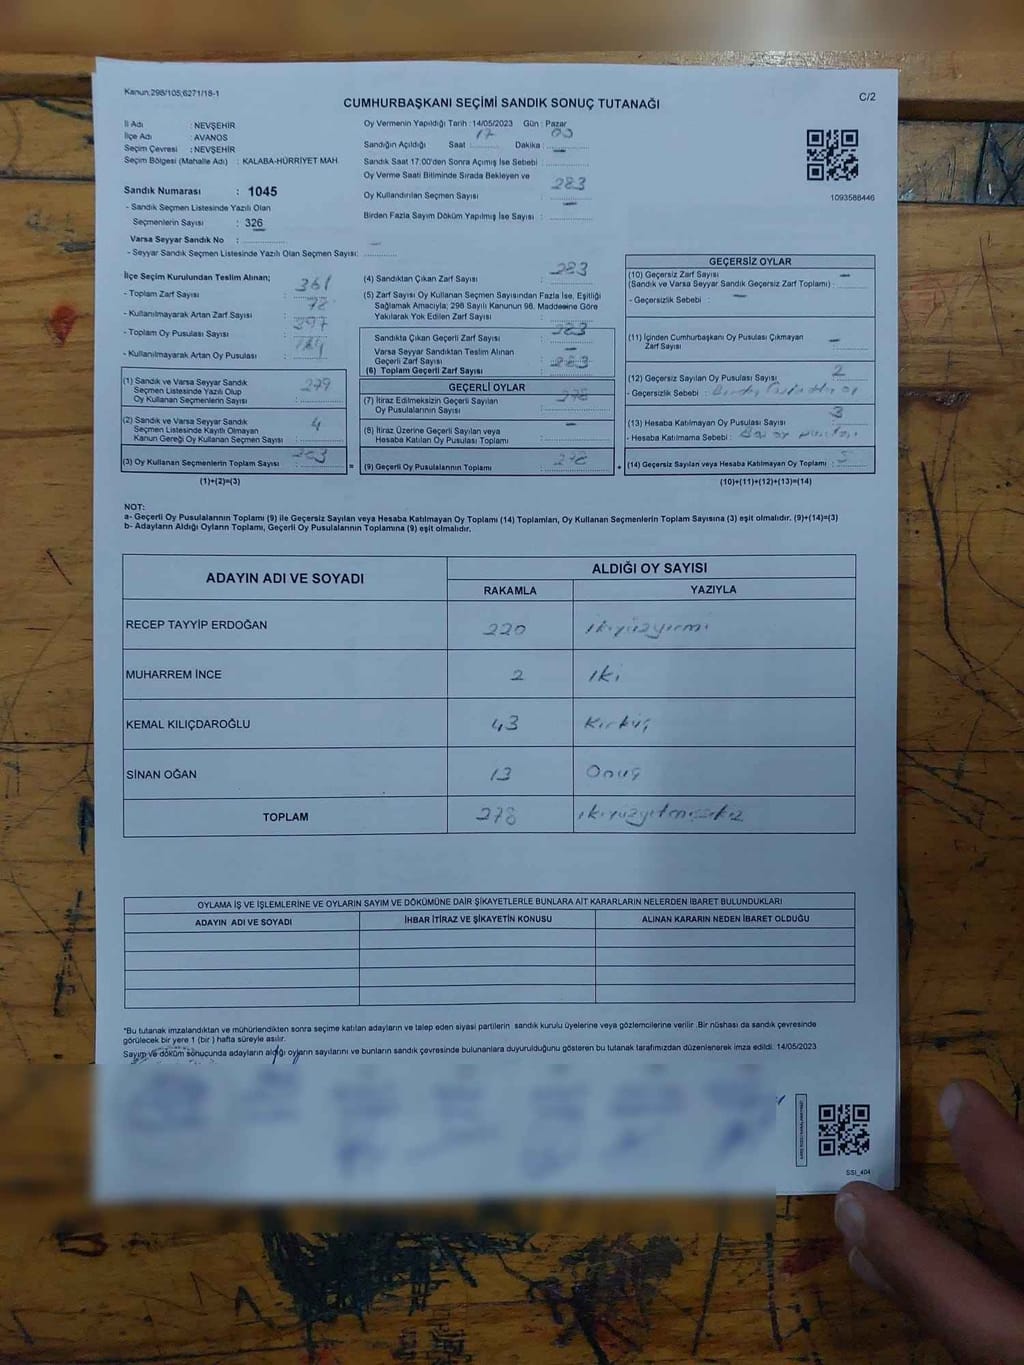 Kanun:298/105;6271/18-1
C/2
CUMHURBAŞKANI SEÇİMİ SANDIK SONUÇ TUTANAĞI
İl Adı : NEVŞEHİR
İlçe Adı : AVANOS
Seçim Çevresi : NEVŞEHİR
Seçim Bölgesi (Mahalle Adı) : KALABA-HÜRRİYET MAH.
Sandık Numarası : 1045
- Sandık Seçmen Listesinde Yazılı Olan
Seçmenlerin Sayısı : 326
Varsa Seyyar Sandık No :
- Seyyar Sandık Seçmen Listesinde Yazılı Olan Seçmen Sayısı: —
Oy Vermenin Yapıldığı Tarih : 14/05/2023 Gün : Pazar
Sandığın Açıldığı Saat : 17 Dakika : 00
Sandık Saat 17:00'den Sonra Açılmış İse Sebebi : —
Oy Verme Saati Bitiminde Sırada Bekleyen ve
Oy Kullandırılan Seçmen Sayısı : 283
Birden Fazla Sayım Döküm Yapılmış İse Sayısı : —
1093588446
İlçe Seçim Kurulundan Teslim Alınan;
- Toplam Zarf Sayısı : 361
- Kullanılmayarak Artan Zarf Sayısı : 78
- Toplam Oy Pusulası Sayısı : 397
- Kullanılmayarak Artan Oy Pusulası :
(1) Sandık ve Varsa Seyyar Sandık
Seçmen Listesinde Yazılı Olup
Oy Kullanan Seçmenlerin Sayısı : 279
(2) Sandık ve Varsa Seyyar Sandık
Seçmen Listesinde Kayıtlı Olmayan
Kanun Gereği Oy Kullanan Seçmen Sayısı : 4
(3) Oy Kullanan Seçmenlerin Toplam Sayısı : 283
(1)+(2)=(3)
(4) Sandıktan Çıkan Zarf Sayısı : 283
(5) Zarf Sayısı Oy Kullanan Seçmen Sayısından Fazla İse, Eşitliği
Sağlamak Amacıyla; 298 Sayılı Kanunun 98. Maddesine Göre
Yakılarak Yok Edilen Zarf Sayısı : —
Sandıkta Çıkan Geçerli Zarf Sayısı : 283
Varsa Seyyar Sandıktan Teslim Alınan
Geçerli Zarf Sayısı : —
(6) Toplam Geçerli Zarf Sayısı : 283
GEÇERLİ OYLAR
(7) İtiraz Edilmeksizin Geçerli Sayılan
Oy Pusulalarının Sayısı : 278
(8) İtiraz Üzerine Geçerli Sayılan veya
Hesaba Katılan Oy Pusulası Toplamı : —
= (9) Geçerli Oy Pusulalarının Toplamı : 278 +
GEÇERSİZ OYLAR
(10) Geçersiz Zarf Sayısı —
(Sandık ve Varsa Seyyar Sandık Geçersiz Zarf Toplamı) :
- Geçersizlik Sebebi : —
(11) İçinden Cumhurbaşkanı Oy Pusulası Çıkmayan
Zarf Sayısı : —
(12) Geçersiz Sayılan Oy Pusulası Sayısı : 2
- Geçersizlik Sebebi : Birden fazla oy
(13) Hesaba Katılmayan Oy Pusulası Sayısı : 3
- Hesaba Katılmama Sebebi : Boş oy pusulası
(14) Geçersiz Sayılan veya Hesaba Katılmayan Oy Toplamı : 5
(10)+(11)+(12)+(13)=(14)
NOT:
a- Geçerli Oy Pusulalarının Toplamı (9) ile Geçersiz Sayılan veya Hesaba Katılmayan Oy Toplamı (14) Toplamları, Oy Kullanan Seçmenlerin Toplam Sayısına (3) eşit olmalıdır. (9)+(14)=(3)
b- Adayların Aldığı Oyların Toplamı, Geçerli Oy Pusulalarının Toplamına (9) eşit olmalıdır.
ADAYIN ADI VE SOYADI
ALDIĞI OY SAYISI
RAKAMLA YAZIYLA
RECEP TAYYİP ERDOĞAN 220 ikiyüzyirmi
MUHARREM İNCE 2 iki
KEMAL KILIÇDAROĞLU 43 Kırküç
SİNAN OĞAN 13 Onüç
TOPLAM 278 ikiyüzyetmişsekiz
OYLAMA İŞ VE İŞLEMLERİNE VE OYLARIN SAYIM VE DÖKÜMÜNE DAİR ŞİKAYETLERLE BUNLARA AİT KARARLARIN NELERDEN İBARET BULUNDUKLARI
ADAYIN ADI VE SOYADI İHBAR İTİRAZ VE ŞİKAYETİN KONUSU ALINAN KARARIN NEDEN İBARET OLDUĞU
*Bu tutanak imzalandıktan ve mühürlendikten sonra seçime katılan adayların ve talep eden siyasi partilerin sandık kurulu üyelerine veya gözlemcilerine verilir .Bir nüshası da sandık çevresinde
görülecek bir yere 1 (bir ) hafta süreyle asılır.
Sayım ve döküm sonucunda adayların aldığı oyların sayılarını ve bunların sandık çevresinde bulunanlara duyurulduğunu gösteren bu tutanak tarafımızdan düzenlenerek imza edildi. 14/05/2023
SSI_404